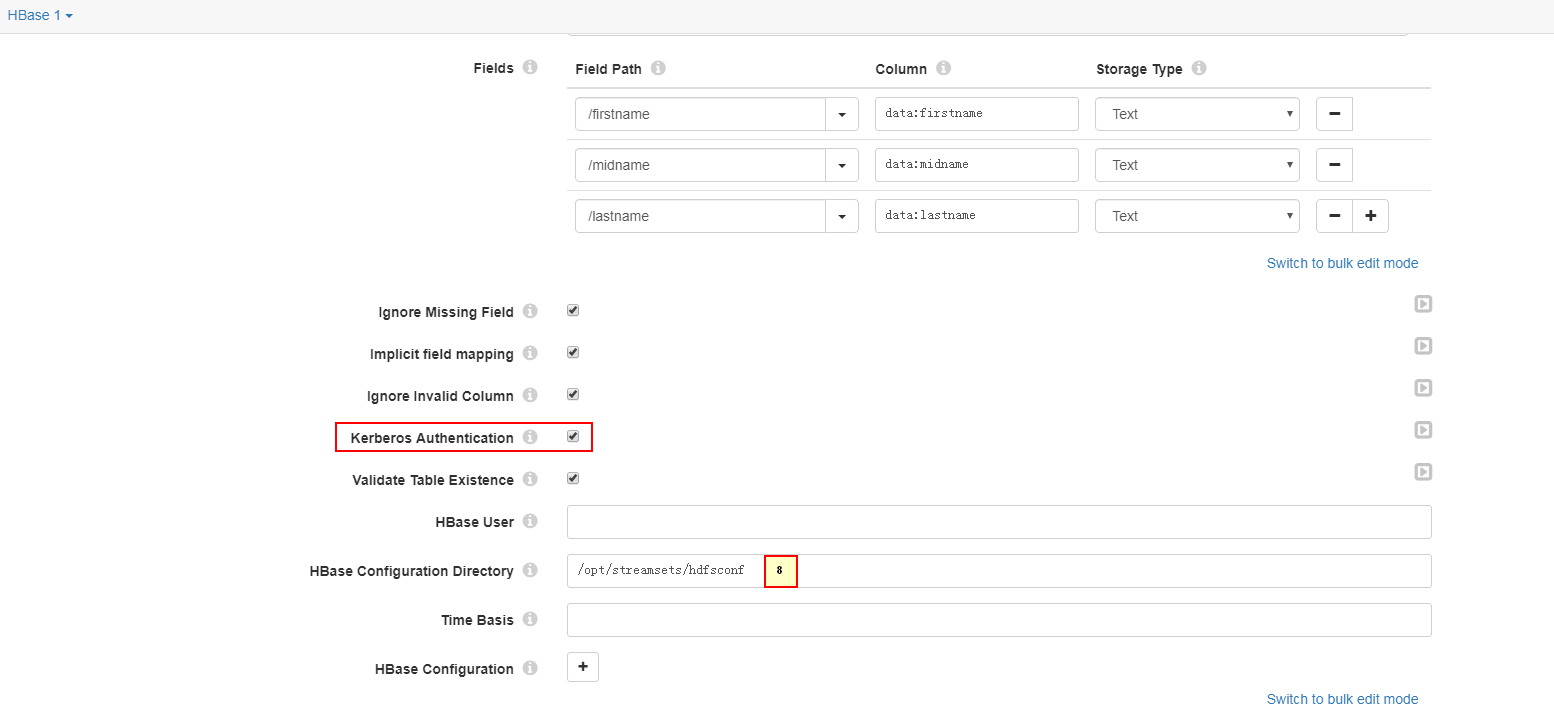 HBase 1
Fields Field Path Column Storage Type
/firstname data:firstname Text
/midname data:midname Text
/lastname data:lastname Text
Switch to bulk edit mode
Ignore Missing Field
Implicit field mapping
Ignore Invalid Column
Kerberos Authentication
Validate Table Existence
HBase User
HBase Configuration Directory /opt/streamsets/hdfsconf 8
Time Basis
HBase Configuration
Switch to bulk edit mode